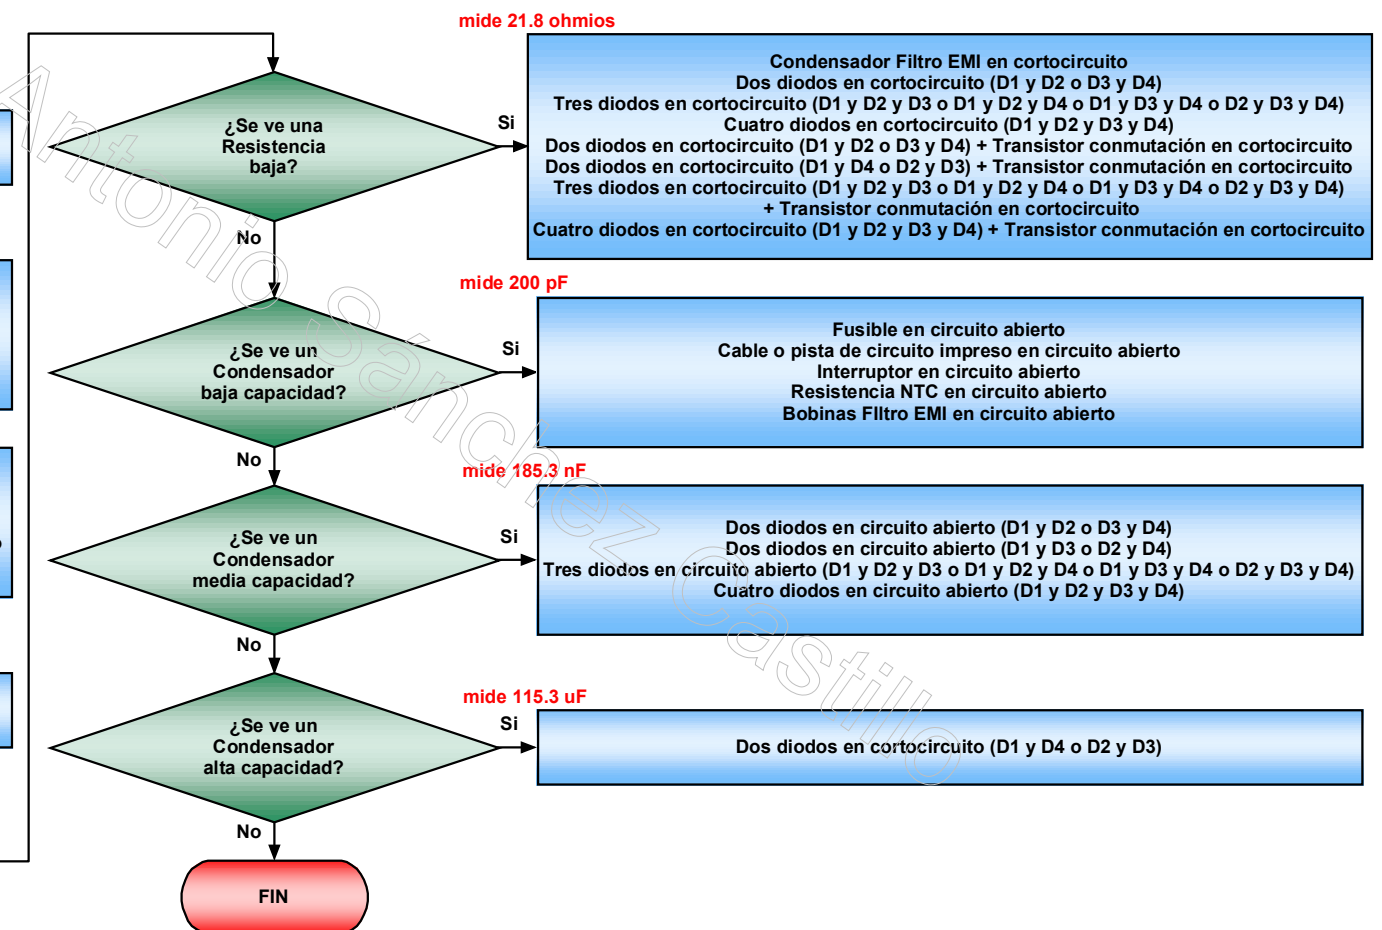 mide 21.8 ohmios
¿Se ve una
Resistencia
baja?
Si
No
Condensador Filtro EMI en cortocircuito
Dos diodos en cortocircuito (D1 y D2 o D3 y D4)
Tres diodos en cortocircuito (D1 y D2 y D3 o D1 y D2 y D4 o D1 y D3 y D4 o D2 y D3 y D4)
Cuatro diodos en cortocircuito (D1 y D2 y D3 y D4)
Dos diodos en cortocircuito (D1 y D2 o D3 y D4) + Transistor conmutación en cortocircuito
Dos diodos en cortocircuito (D1 y D4 o D2 y D3) + Transistor conmutación en cortocircuito
Tres diodos en cortocircuito (D1 y D2 y D3 o D1 y D2 y D4 o D1 y D3 y D4 o D2 y D3 y D4)
+ Transistor conmutación en cortocircuito
Cuatro diodos en cortocircuito (D1 y D2 y D3 y D4) + Transistor conmutación en cortocircuito
mide 200 pF
¿Se ve un
Condensador
baja capacidad?
Si
No
Fusible en circuito abierto
Cable o pista de circuito impreso en circuito abierto
Interruptor en circuito abierto
Resistencia NTC en circuito abierto
Bobinas FIltro EMI en circuito abierto
mide 185.3 nF
¿Se ve un
Condensador
media capacidad?
Si
No
Dos diodos en circuito abierto (D1 y D2 o D3 y D4)
Dos diodos en circuito abierto (D1 y D3 o D2 y D4)
Tres diodos en circuito abierto (D1 y D2 y D3 o D1 y D2 y D4 o D1 y D3 y D4 o D2 y D3 y D4)
Cuatro diodos en circuito abierto (D1 y D2 y D3 y D4)
mide 115.3 uF
¿Se ve un
Condensador
alta capacidad?
Si
No
Dos diodos en cortocircuito (D1 y D4 o D2 y D3)
FIN
Antonio Sánchez Castillo